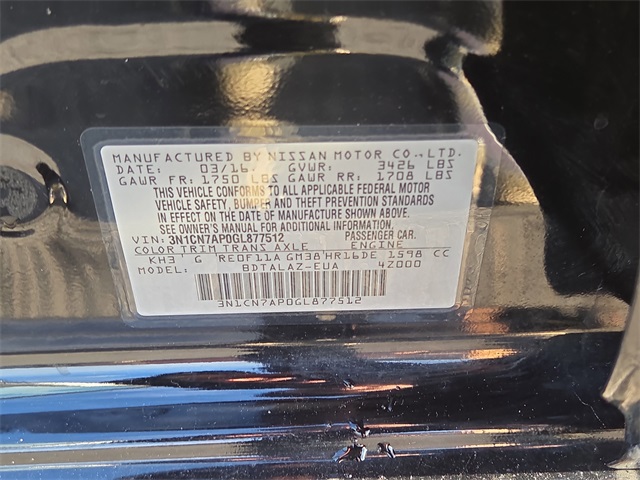 MANUFACTURED BY NISSAN MOTOR CO.,LTD.
DATE: 03/16 GVWR: 3426 LBS
GAWR FR: 1750 LBS GAWR RR: 1708 LBS
THIS VEHICLE CONFORMS TO ALL APPLICABLE FEDERAL MOTOR
VEHICLE SAFETY, BUMPER AND THEFT PREVENTION STANDARDS
IN EFFECT ON THE DATE OF MANUFACTURE SHOWN ABOVE.
SEE OWNER'S MANUAL FOR ADDITIONAL INFORMATION
VIN: 3N1CN7AP0GL877512 PASSENGER CAR.
COLOR TRIM TRANS AXLE ENGINE
KH3 G RE0F11A GM38 HR16DE 1598 CC
MODEL: BDTALAZ-EUA 4Z000
3N1CN7AP0GL877512